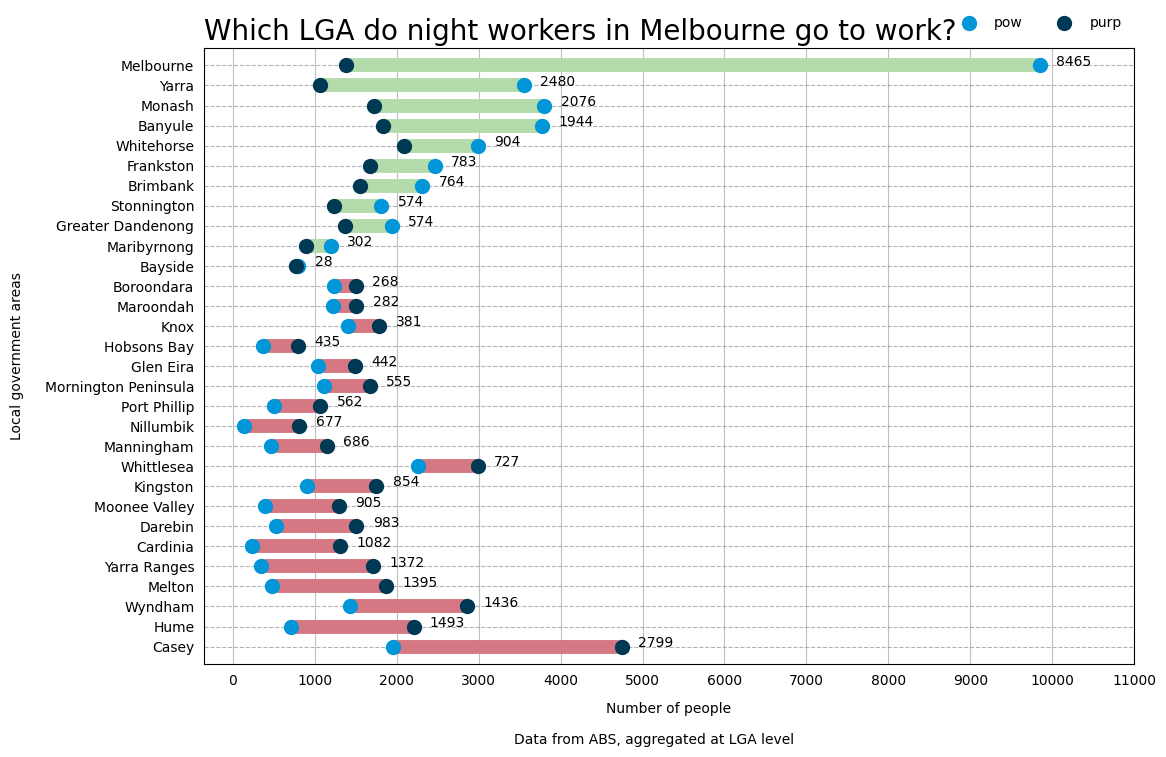 Which LGA do night workers in Melbourne go to work?
pow purp
Melbourne 8465
Yarra 2480
Monash 2076
Banyule 1944
Whitehorse 904
Frankston 783
Brimbank 764
Stonnington 574
Greater Dandenong 574
Maribyrnong 302
Bayside 28
Boroondara 268
Maroondah 282
Knox 381
Hobsons Bay 435
Glen Eira 442
Mornington Peninsula 555
Port Phillip 562
Nillumbik 677
Manningham 686
Whittlesea 727
Kingston 854
Moonee Valley 905
Darebin 983
Cardinia 1082
Yarra Ranges 1372
Melton 1395
Wyndham 1436
Hume 1493
Casey 2799
Local government areas
0 1000 2000 3000 4000 5000 6000 7000 8000 9000 10000 11000
Number of people
Data from ABS, aggregated at LGA level